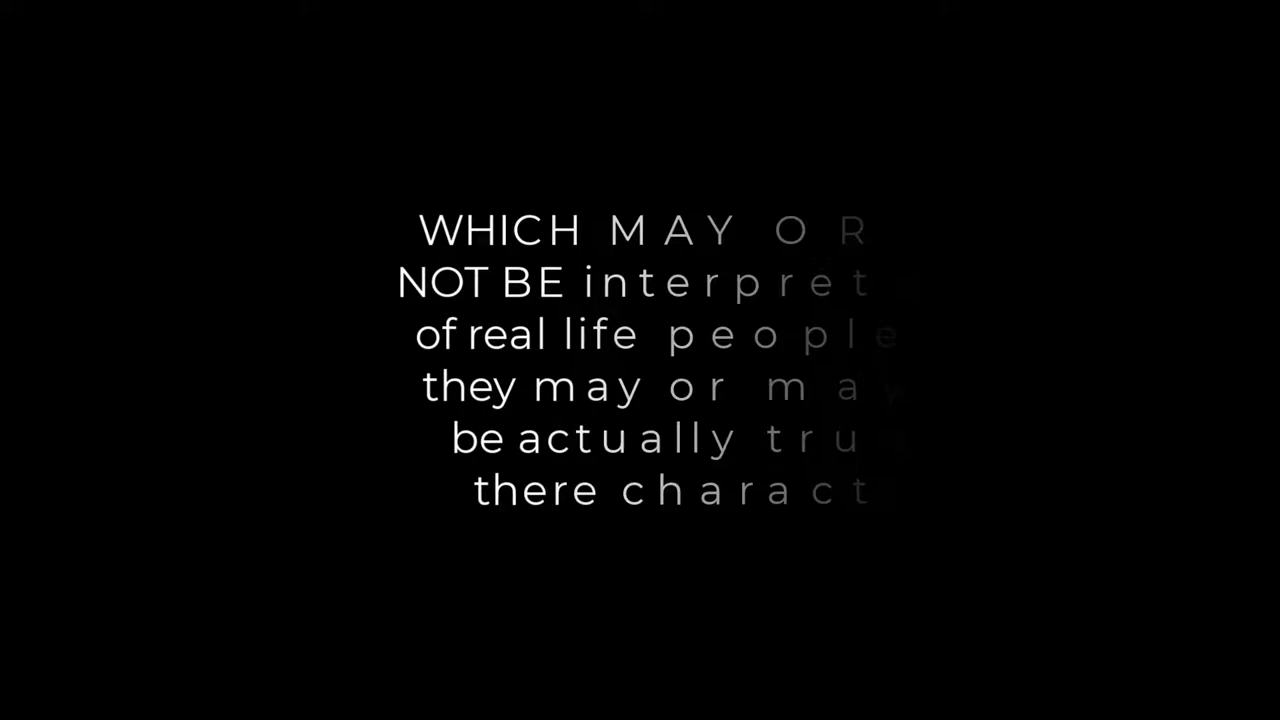 WHICH MAY OR
NOT BE interpret
of real life people
they may or may
be actually tru
there charact